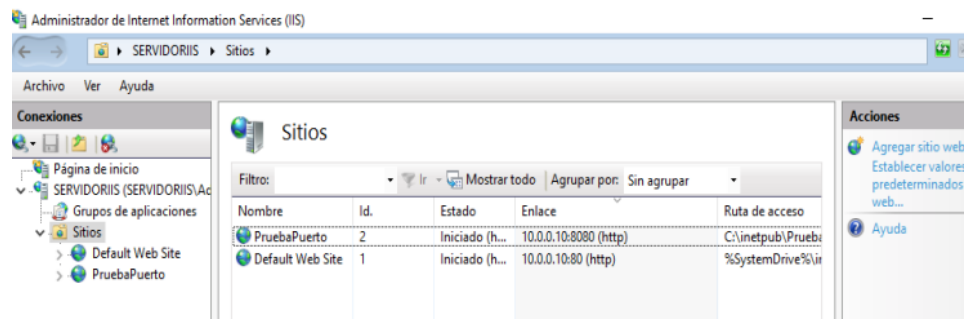 Administrador de Internet Information Services (IIS)
SERVIDORIIS Sitios
Archivo Ver Ayuda
Conexiones
Página de inicio
SERVIDORIIS (SERVIDORIIS\Ac
Grupos de aplicaciones
Sitios
Default Web Site
PruebaPuerto
Sitios
Filtro: Ir Mostrar todo Agrupar por: Sin agrupar
Nombre Id. Estado Enlace Ruta de acceso
PruebaPuerto 2 Iniciado (h... 10.0.0.10:8080 (http) C:\inetpub\Prueba
Default Web Site 1 Iniciado (h... 10.0.0.10:80 (http) %SystemDrive%\in
Acciones
Agregar sitio web
Establecer valores
predeterminados
web...
Ayuda